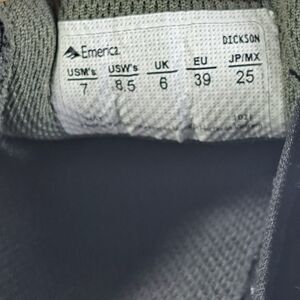 Emerica. DICKSON
USM's USW's UK EU JP/MX
7 8.5 6 39 25